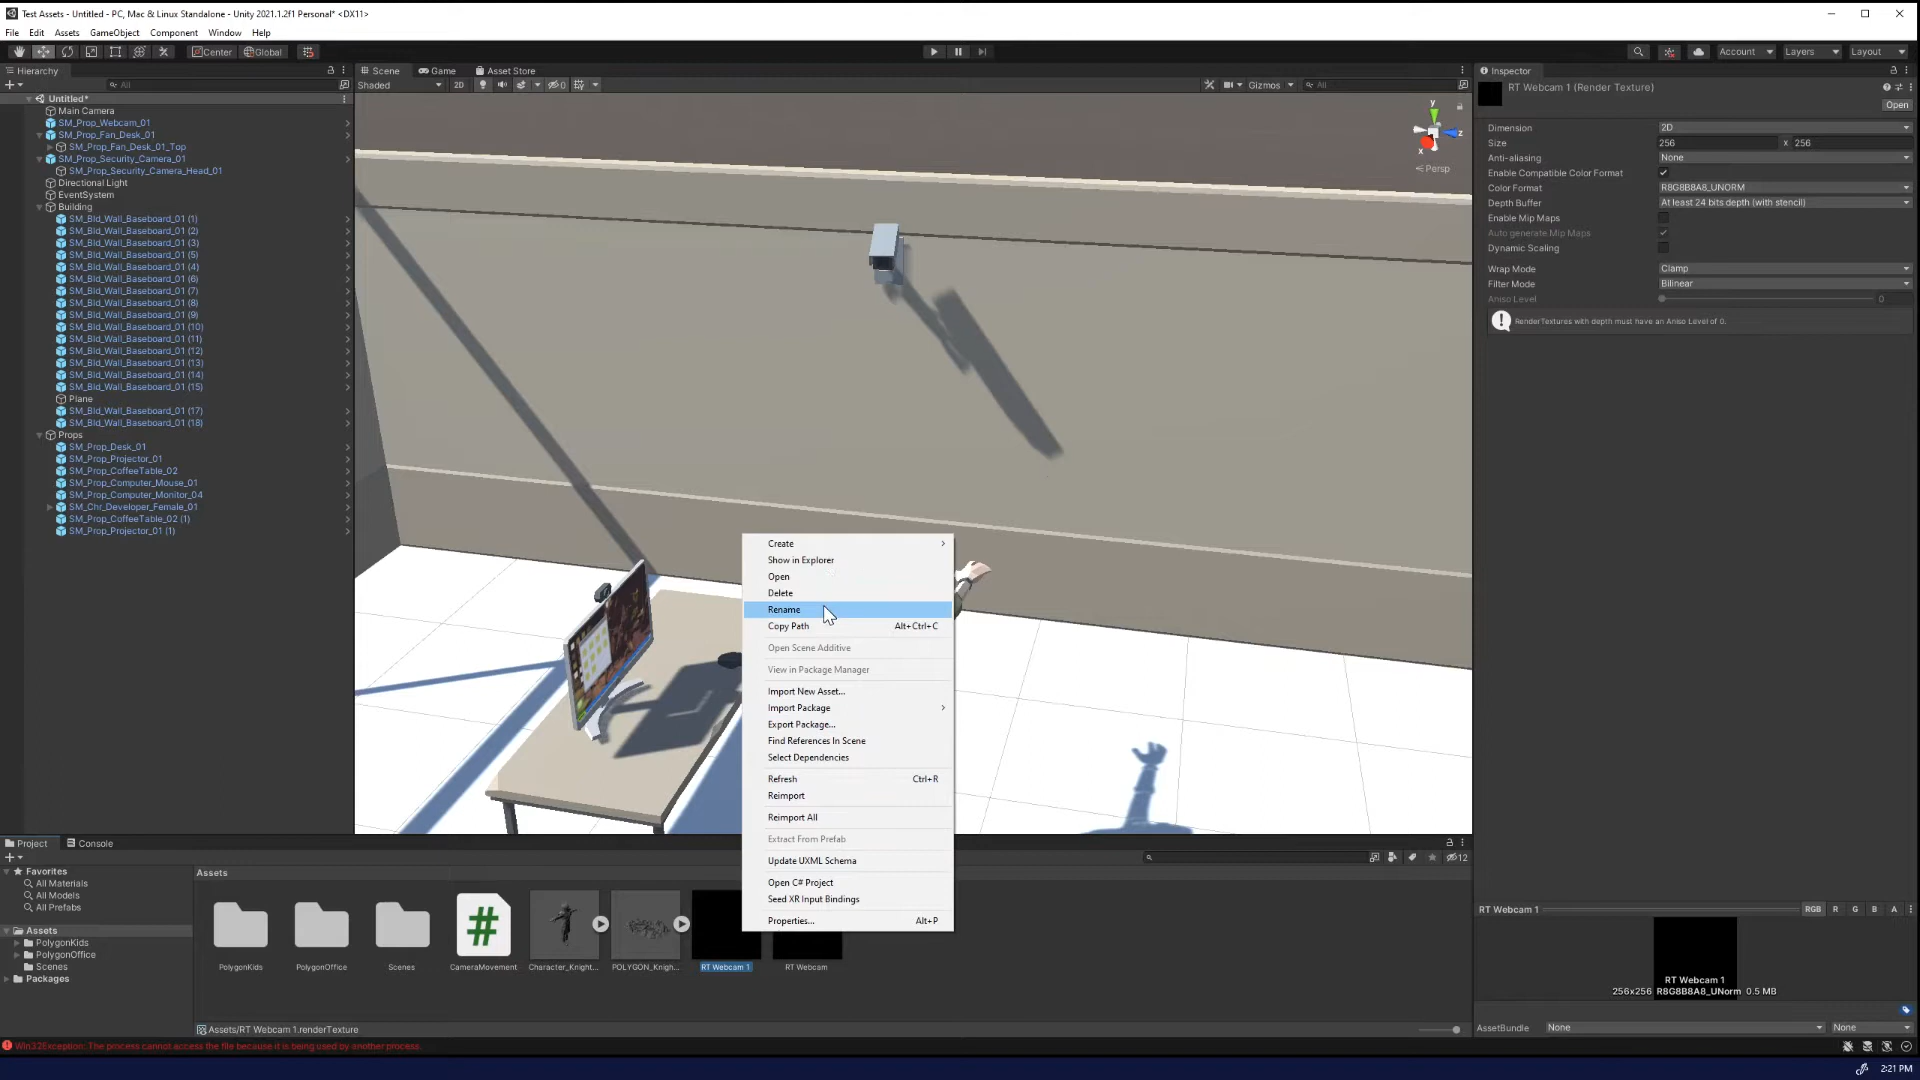 Test Assets - Untitled - PC, Mac & Linux Standalone - Unity 2021.1.2f1 Personal* <DX11>
File Edit Assets GameObject Component Window Help
Center Global
Account Layers Layout
Hierarchy
All
Untitled*
Main Camera
SM_Prop_Webcam_01
SM_Prop_Fan_Desk_01
SM_Prop_Fan_Desk_01_Top
SM_Prop_Security_Camera_01
SM_Prop_Security_Camera_Head_01
Directional Light
EventSystem
Building
SM_Bld_Wall_Baseboard_01 (1)
SM_Bld_Wall_Baseboard_01 (2)
SM_Bld_Wall_Baseboard_01 (3)
SM_Bld_Wall_Baseboard_01 (5)
SM_Bld_Wall_Baseboard_01 (4)
SM_Bld_Wall_Baseboard_01 (6)
SM_Bld_Wall_Baseboard_01 (7)
SM_Bld_Wall_Baseboard_01 (8)
SM_Bld_Wall_Baseboard_01 (9)
SM_Bld_Wall_Baseboard_01 (10)
SM_Bld_Wall_Baseboard_01 (11)
SM_Bld_Wall_Baseboard_01 (12)
SM_Bld_Wall_Baseboard_01 (13)
SM_Bld_Wall_Baseboard_01 (14)
SM_Bld_Wall_Baseboard_01 (15)
Plane
SM_Bld_Wall_Baseboard_01 (17)
SM_Bld_Wall_Baseboard_01 (18)
Props
SM_Prop_Desk_01
SM_Prop_Projector_01
SM_Prop_CoffeeTable_02
SM_Prop_Computer_Mouse_01
SM_Prop_Computer_Monitor_04
SM_Chr_Developer_Female_01
SM_Prop_CoffeeTable_02 (1)
SM_Prop_Projector_01 (1)
Scene Game Asset Store
Shaded 2D 0 Gizmos All
y
z
x
Persp
Create
Show in Explorer
Open
Delete
Rename
Copy Path Alt+Ctrl+C
Open Scene Additive
View in Package Manager
Import New Asset...
Import Package
Export Package...
Find References In Scene
Select Dependencies
Refresh Ctrl+R
Reimport
Reimport All
Extract From Prefab
Update UXML Schema
Open C# Project
Seed XR Input Bindings
Properties... Alt+P
Inspector
RT Webcam 1 (Render Texture)
Open
Dimension 2D
Size 256 x 256
Anti-aliasing None
Enable Compatible Color Format
Color Format R8G8B8A8_UNORM
Depth Buffer At least 24 bits depth (with stencil)
Enable Mip Maps
Auto generate Mip Maps
Dynamic Scaling
Wrap Mode Clamp
Filter Mode Bilinear
Aniso Level 0
RenderTextures with depth must have an Aniso Level of 0.
Project Console
12
Favorites
All Materials
All Models
All Prefabs
Assets
PolygonKids
PolygonOffice
Scenes
Packages
Assets
#
PolygonKids PolygonOffice Scenes CameraMovement Character_Knight... POLYGON_Knigh... RT Webcam 1 RT Webcam
Assets/RT Webcam 1.renderTexture
RT Webcam 1 RGB R G B A
RT Webcam 1
256x256 R8G8B8A8_UNorm 0.5 MB
AssetBundle None None
Win32Exception: The process cannot access the file because it is being used by another process.
2:21 PM